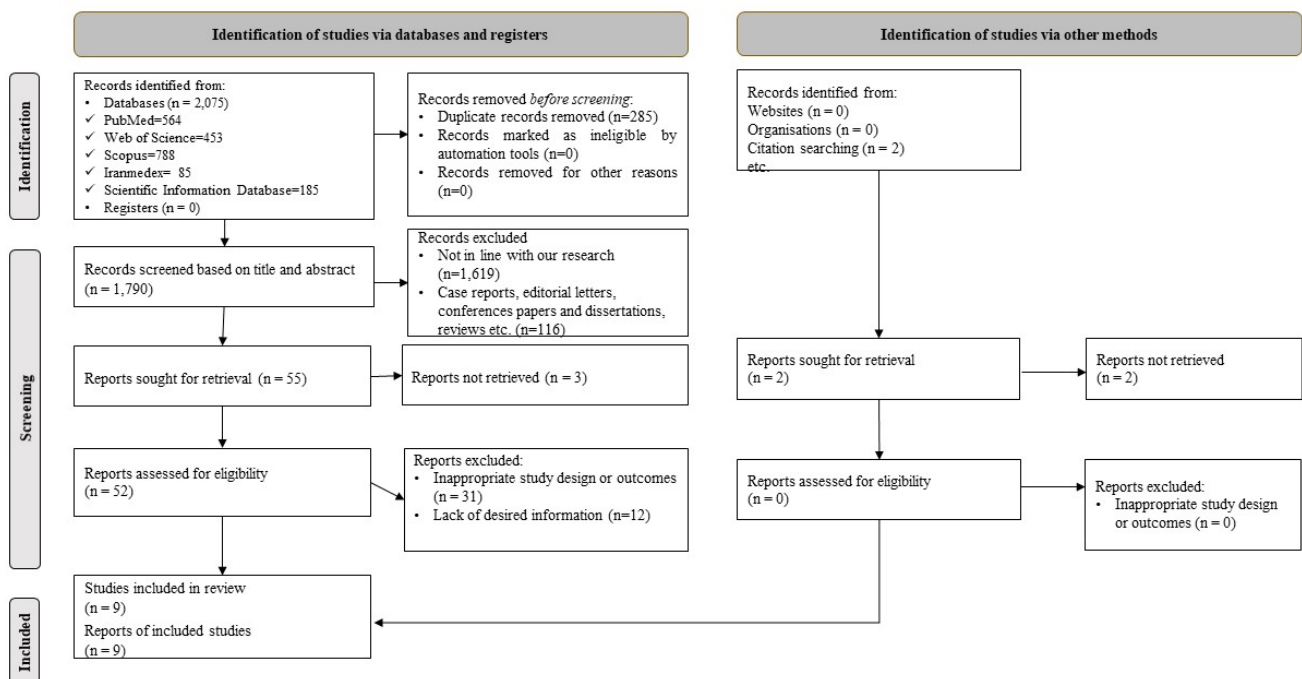 Identification of studies via databases and registers
Identification of studies via other methods
Identification
Records identified from:
• Databases (n = 2,075)
✓ PubMed=564
✓ Web of Science=453
✓ Scopus=788
✓ Iranmedex= 85
✓ Scientific Information Database=185
• Registers (n = 0)
Records removed before screening:
• Duplicate records removed (n=285)
• Records marked as ineligible by
automation tools (n=0)
• Records removed for other reasons
(n=0)
Records identified from:
Websites (n = 0)
Organisations (n = 0)
Citation searching (n = 2)
etc.
Screening
Records screened based on title and abstract
(n = 1,790)
Records excluded
• Not in line with our research
(n=1,619)
• Case reports, editorial letters,
conferences papers and dissertations,
reviews etc. (n=116)
Reports sought for retrieval (n = 55)
Reports not retrieved (n = 3)
Reports sought for retrieval
(n = 2)
Reports not retrieved
(n = 2)
Reports assessed for eligibility
(n = 52)
Reports excluded:
• Inappropriate study design or outcomes
(n = 31)
• Lack of desired information (n=12)
Reports assessed for eligibility
(n = 0)
Reports excluded:
• Inappropriate study design
or outcomes (n = 0)
Included
Studies included in review
(n = 9)
Reports of included studies
(n = 9)